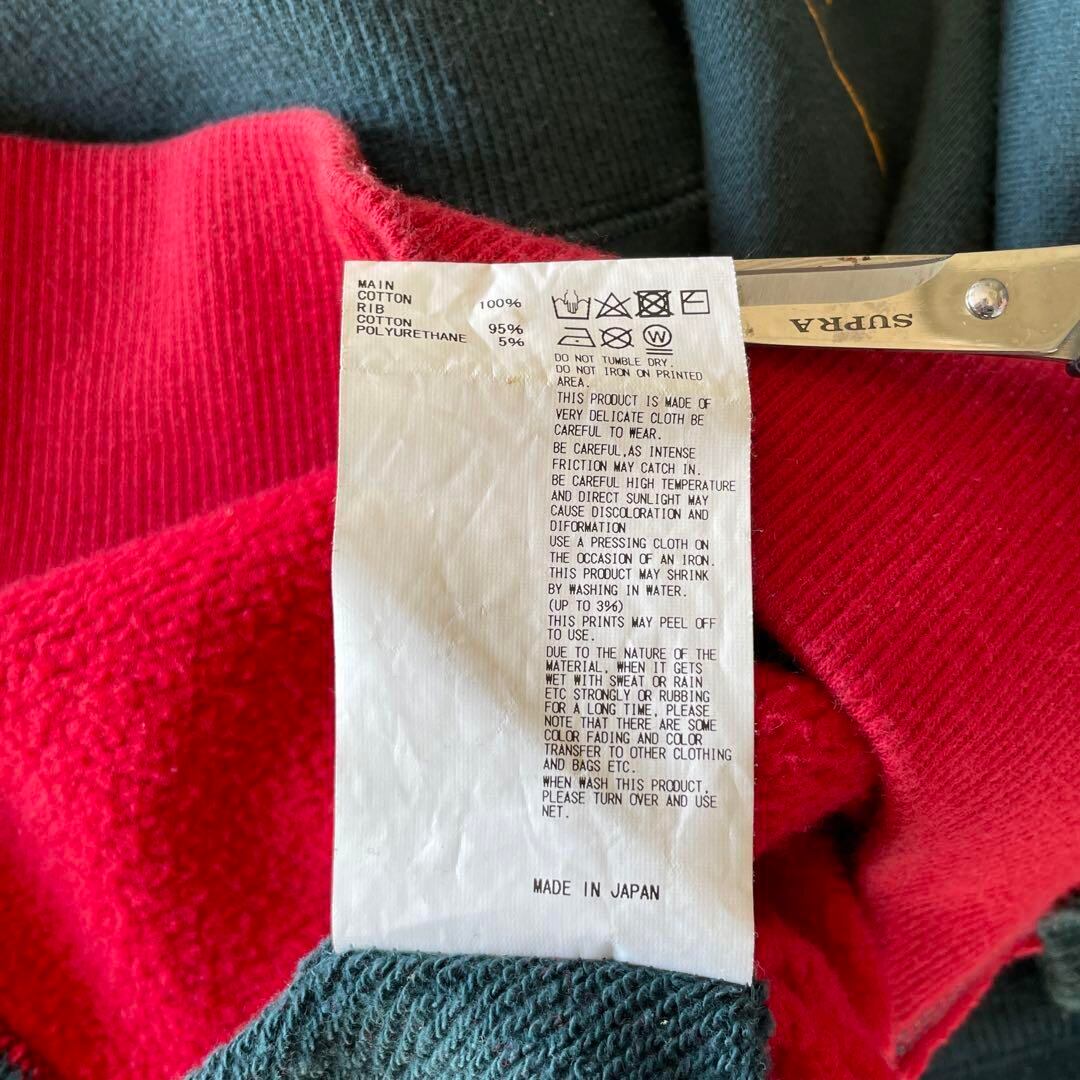 MAIN
COTTON 100%
RIB
COTTON 95%
POLYURETHANE 5%
W
DO NOT TUMBLE DRY.
DO NOT IRON ON PRINTED
AREA.
THIS PRODUCT IS MADE OF
VERY DELICATE CLOTH BE
CAREFUL TO WEAR.
BE CAREFUL,AS INTENSE
FRICTION MAY CATCH IN.
BE CAREFUL HIGH TEMPERATURE
AND DIRECT SUNLIGHT MAY
CAUSE DISCOLORATION AND
DIFORMATION
USE A PRESSING CLOTH ON
THE OCCASION OF AN IRON.
THIS PRODUCT MAY SHRINK
BY WASHING IN WATER.
(UP TO 3%)
THIS PRINTS MAY PEEL OFF
TO USE.
DUE TO THE NATURE OF THE
MATERIAL, WHEN IT GETS
WET WITH SWEAT OR RAIN
ETC STRONGLY OR RUBBING
FOR A LONG TIME, PLEASE
NOTE THAT THERE ARE SOME
COLOR FADING AND COLOR
TRANSFER TO OTHER CLOTHING
AND BAGS ETC.
WHEN WASH THIS PRODUCT,
PLEASE TURN OVER AND USE
NET.
MADE IN JAPAN
SUPRA